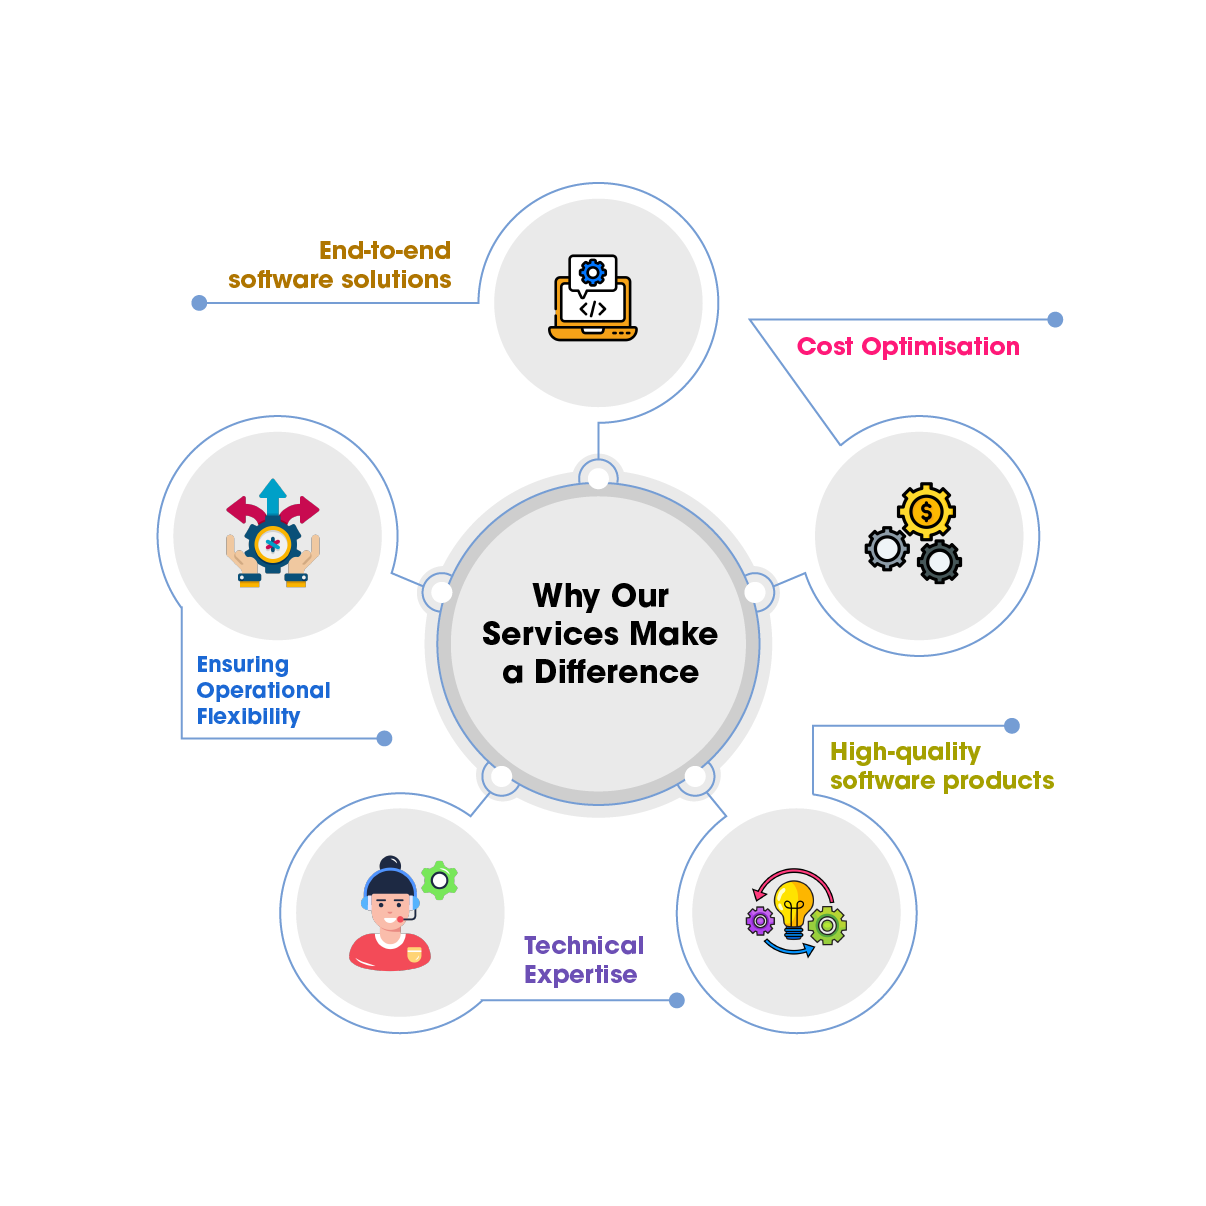 End-to-end
software solutions
Cost Optimisation
$
</>
Why Our
Services Make
a Difference
Ensuring
Operational
Flexibility
High-quality
software products
Technical
Expertise